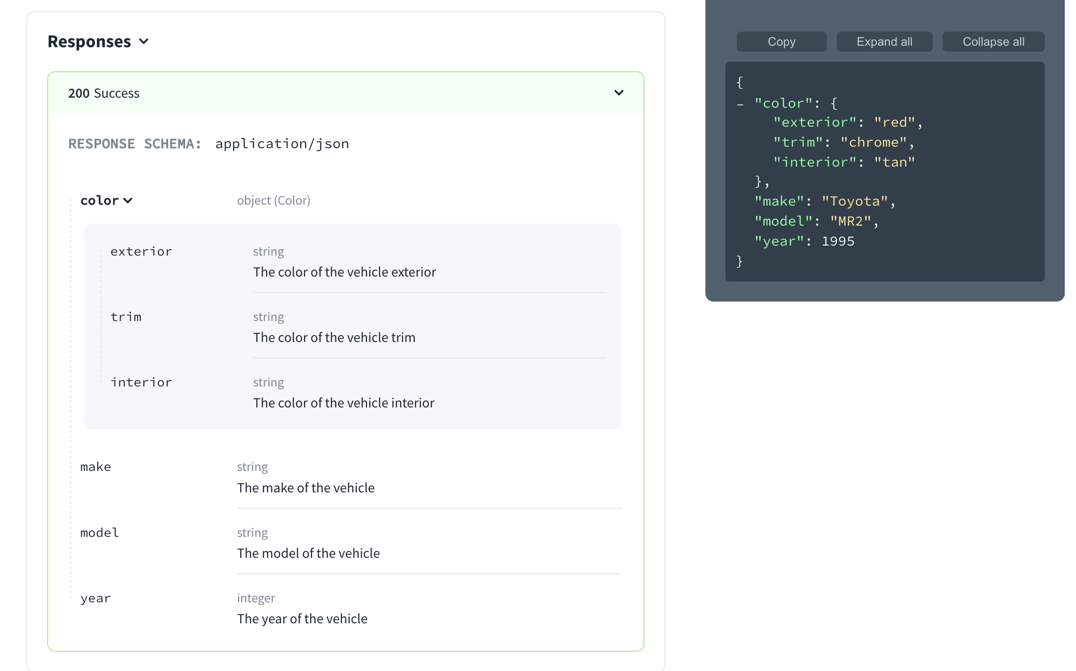 Responses
200 Success
RESPONSE SCHEMA: application/json
color object (Color)
exterior string
The color of the vehicle exterior
trim string
The color of the vehicle trim
interior string
The color of the vehicle interior
make string
The make of the vehicle
model string
The model of the vehicle
year integer
The year of the vehicle
Copy Expand all Collapse all
{
– "color": {
"exterior": "red",
"trim": "chrome",
"interior": "tan"
},
"make": "Toyota",
"model": "MR2",
"year": 1995
}